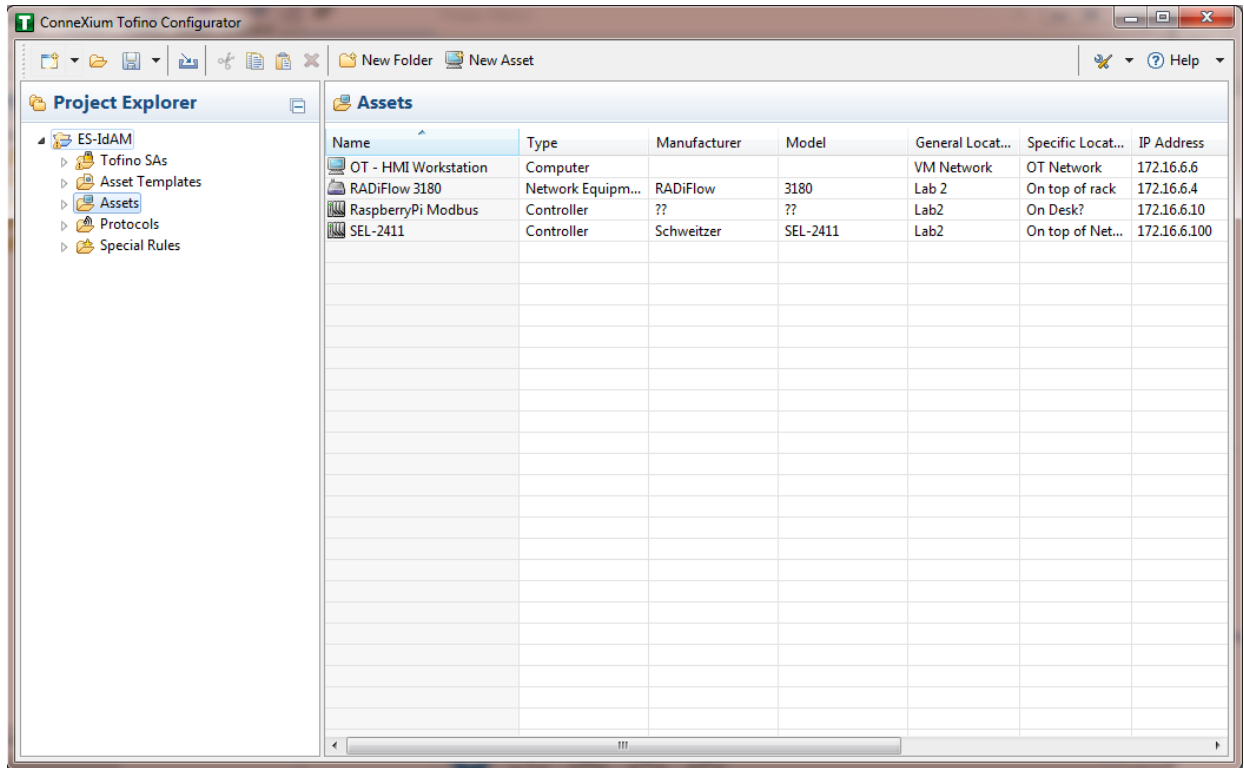 ConneXium Tofino Configurator
New Folder New Asset Help
Project Explorer
Assets
ES-IdAM
Tofino SAs
Asset Templates
Assets
Protocols
Special Rules
Name Type Manufacturer Model General Locat... Specific Locat... IP Address
OT - HMI Workstation Computer VM Network OT Network 172.16.6.6
RADiFlow 3180 Network Equipm... RADiFlow 3180 Lab 2 On top of rack 172.16.6.4
RaspberryPi Modbus Controller ?? ?? Lab2 On Desk? 172.16.6.10
SEL-2411 Controller Schweitzer SEL-2411 Lab2 On top of Net... 172.16.6.100